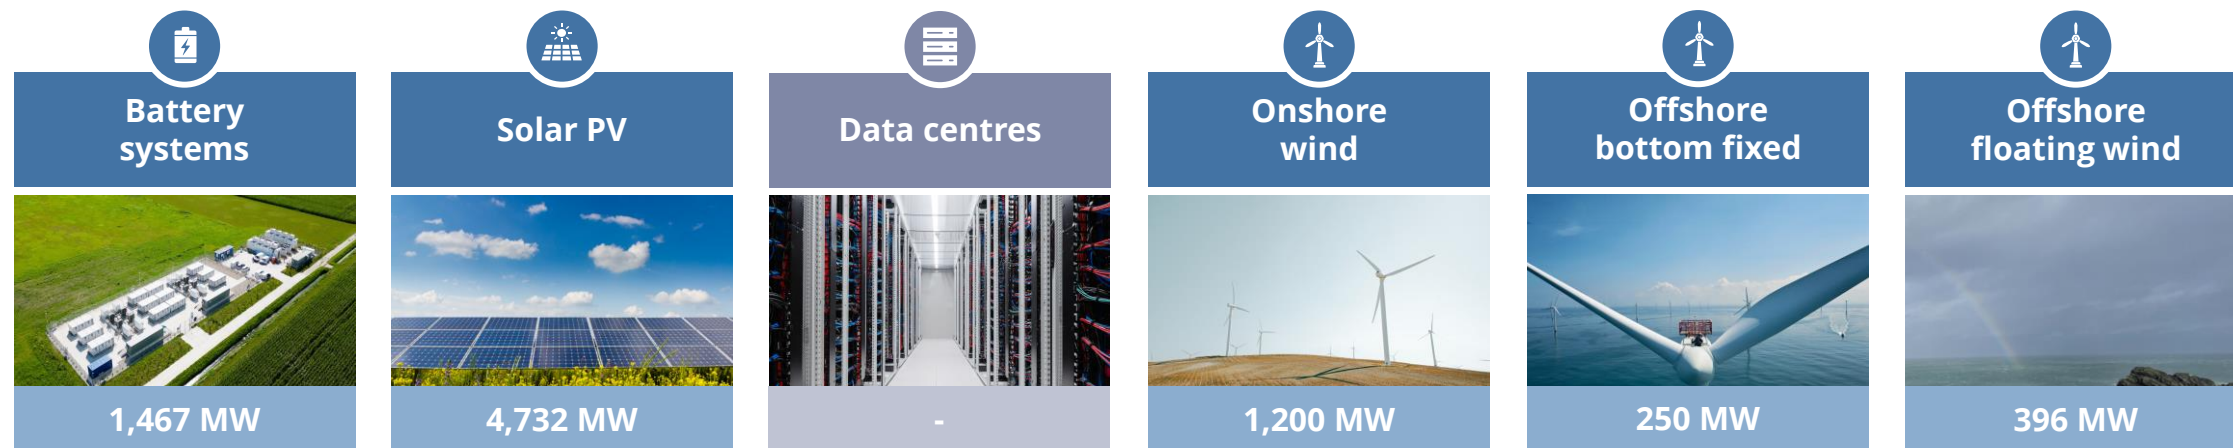 Battery
systems
1,467 MW
Solar PV
4,732 MW
Data centres
-
Onshore
wind
1,200 MW
Offshore
bottom fixed
250 MW
Offshore
floating wind
396 MW